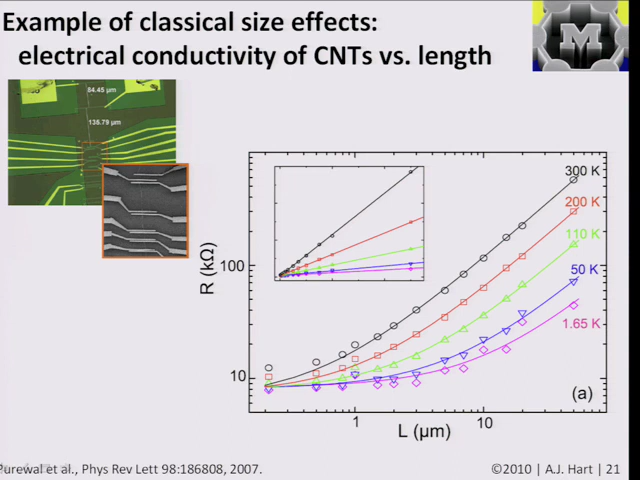 Example of classical size effects:
electrical conductivity of CNTs vs. length
M
84.45 µm
135.79 µm
300 K
200 K
110 K
50 K
1.65 K
100
10
R (kΩ)
1
10
L (µm)
(a)
Purewal et al., Phys Rev Lett 98:186808, 2007.
©2010 | A.J. Hart | 21